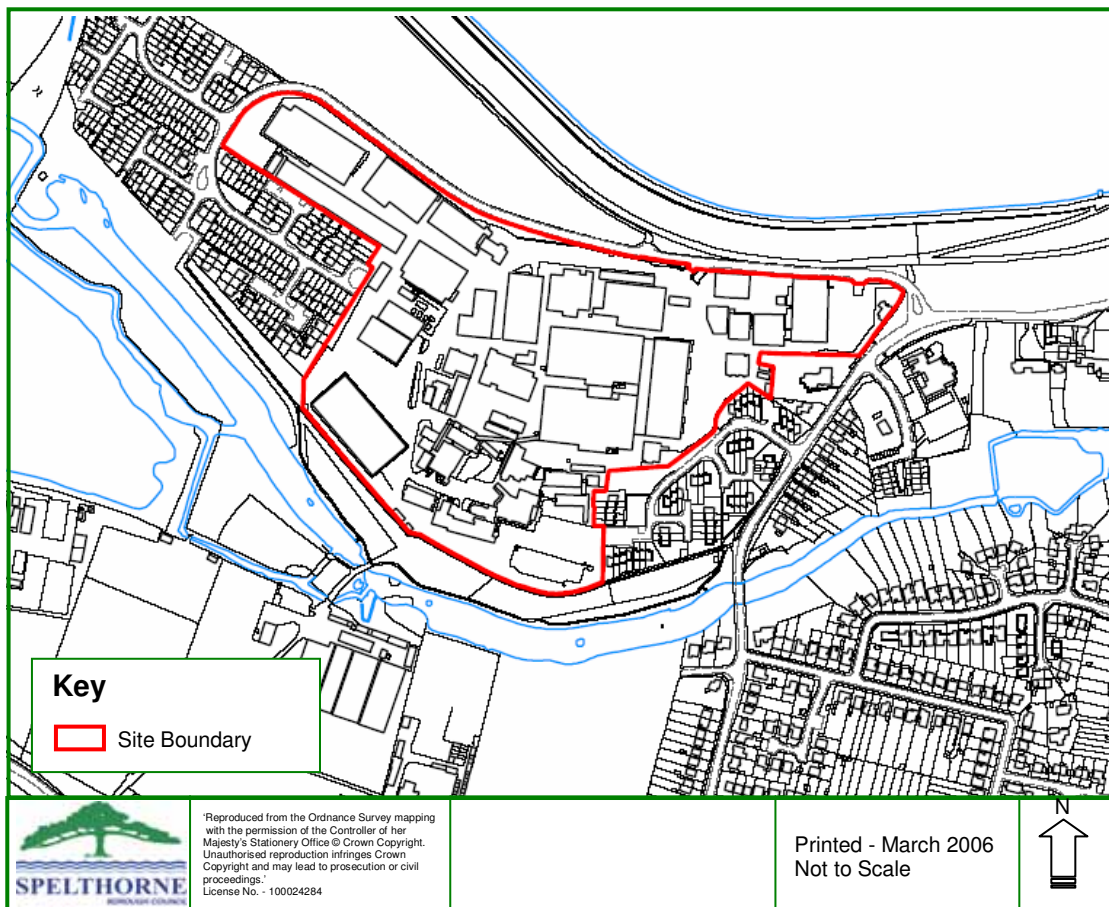 Key
Site Boundary
SPELTHORNE
BOROUGH COUNCIL
'Reproduced from the Ordnance Survey mapping
with the permission of the Controller of her
Majesty's Stationery Office © Crown Copyright.
Unauthorised reproduction infringes Crown
Copyright and may lead to prosecution or civil
proceedings.'
License No. - 100024284
Printed - March 2006
Not to Scale
N